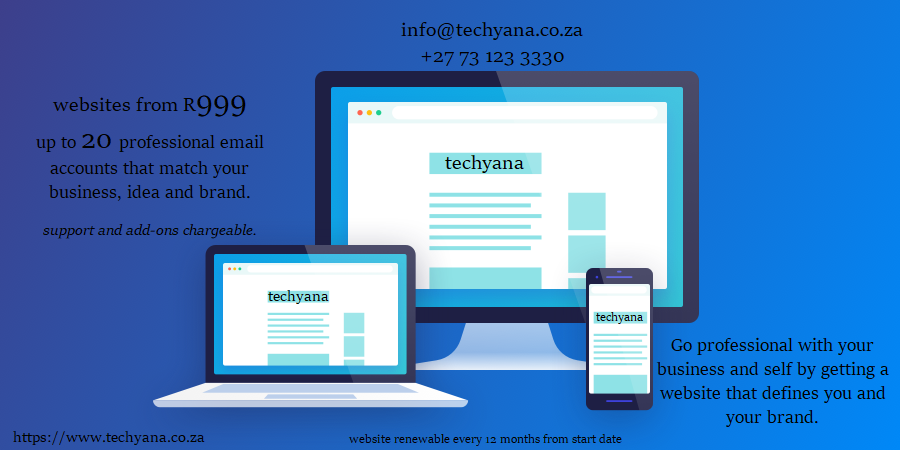 info@techyana.co.za
+27 73 123 3330
websites from R999
up to 20 professional email
accounts that match your
business, idea and brand.
support and add-ons chargeable.
techyana
techyana
techyana
Go professional with your
business and self by getting a
website that defines you and
your brand.
https://www.techyana.co.za
website renewable every 12 months from start date